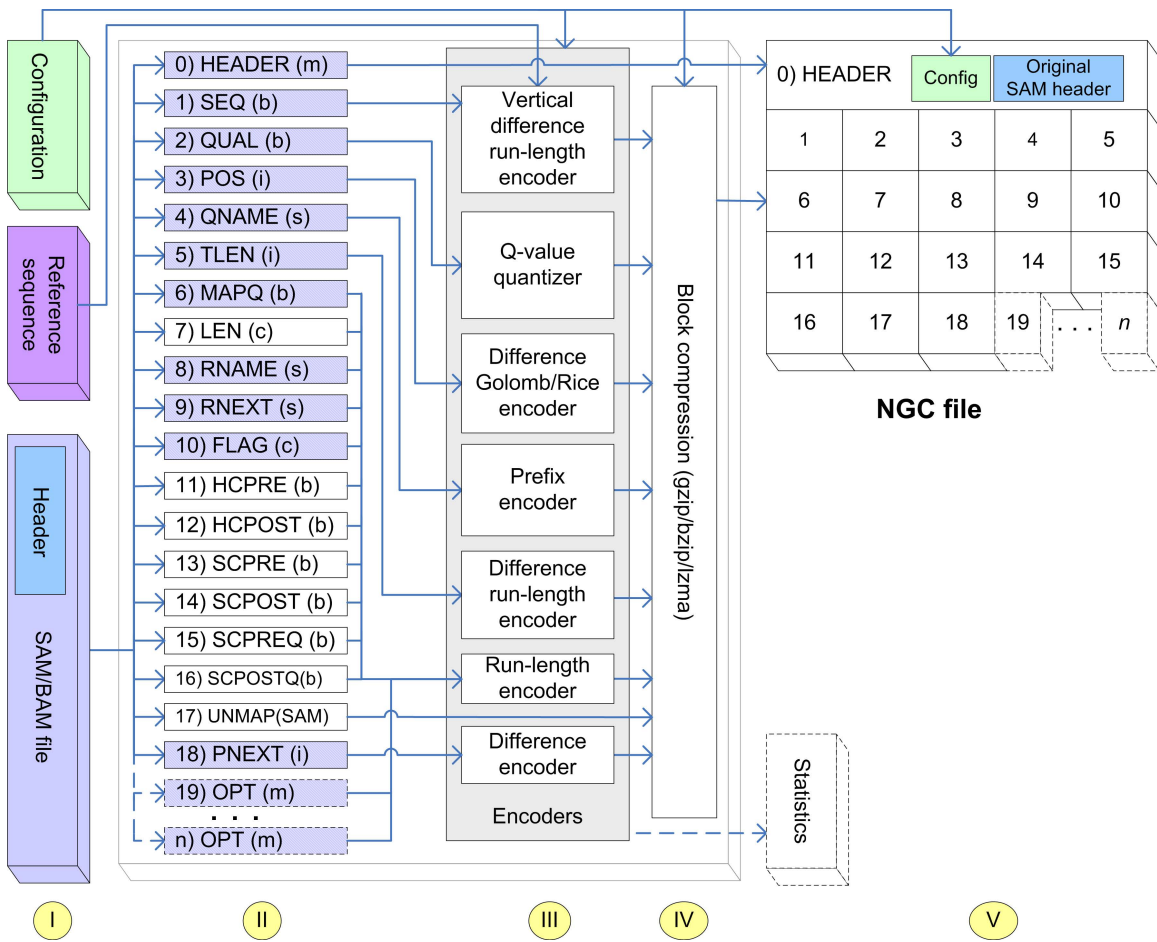 Configuration
Reference
sequence
Header
SAM/BAM file
0) HEADER (m)
1) SEQ (b)
2) QUAL (b)
3) POS (i)
4) QNAME (s)
5) TLEN (i)
6) MAPQ (b)
7) LEN (c)
8) RNAME (s)
9) RNEXT (s)
10) FLAG (c)
11) HCPRE (b)
12) HCPOST (b)
13) SCPRE (b)
14) SCPOST (b)
15) SCPREQ (b)
16) SCPOSTQ(b)
17) UNMAP(SAM)
18) PNEXT (i)
19) OPT (m)
. . .
n) OPT (m)
Vertical
difference
run-length
encoder
Q-value
quantizer
Difference
Golomb/Rice
encoder
Prefix
encoder
Difference
run-length
encoder
Run-length
encoder
Difference
encoder
Encoders
Block compression (gzip/bzip/lzma)
0) HEADER
Config
Original
SAM header
1 2 3 4 5
6 7 8 9 10
11 12 13 14 15
16 17 18 19 . . . n
NGC file
Statistics
I II III IV V